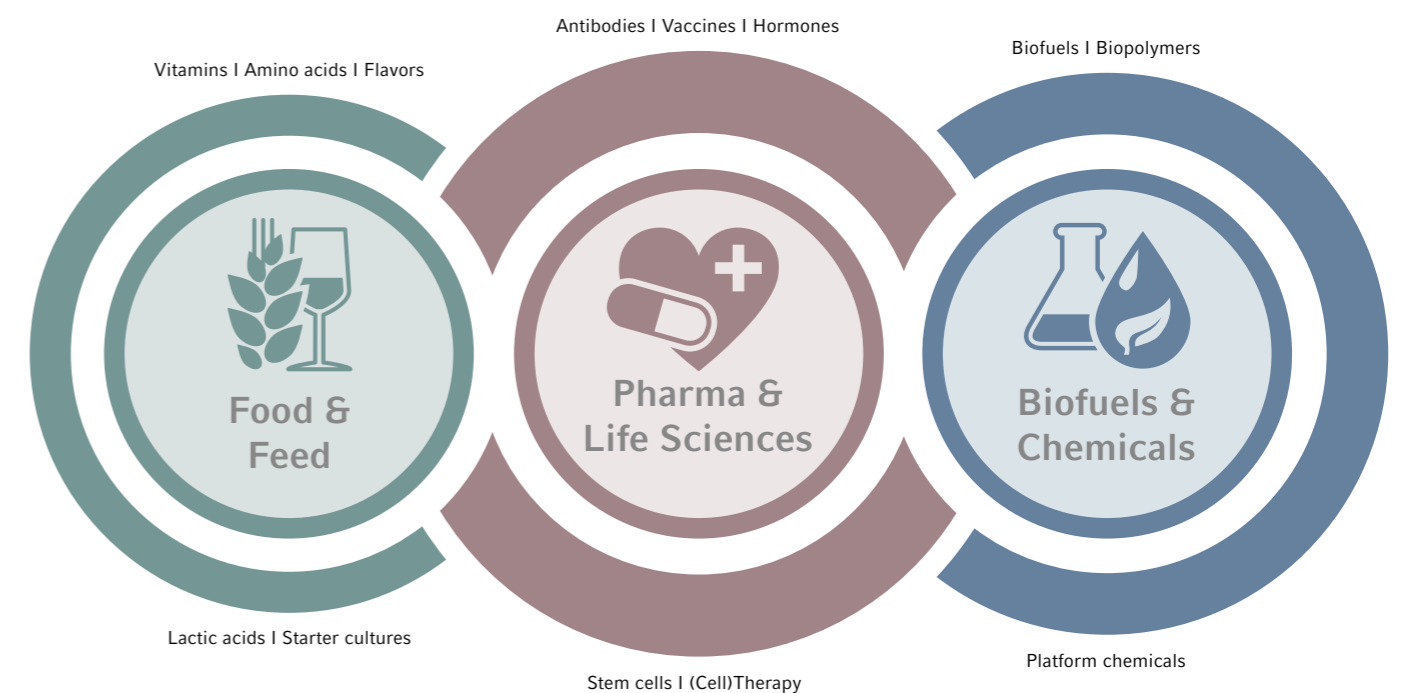 Antibodies I Vaccines I Hormones
Biofuels I Biopolymers
Vitamins I Amino acids I Flavors
Food &
Feed
Pharma &
Life Sciences
Biofuels &
Chemicals
Lactic acids I Starter cultures
Platform chemicals
Stem cells I (Cell)Therapy